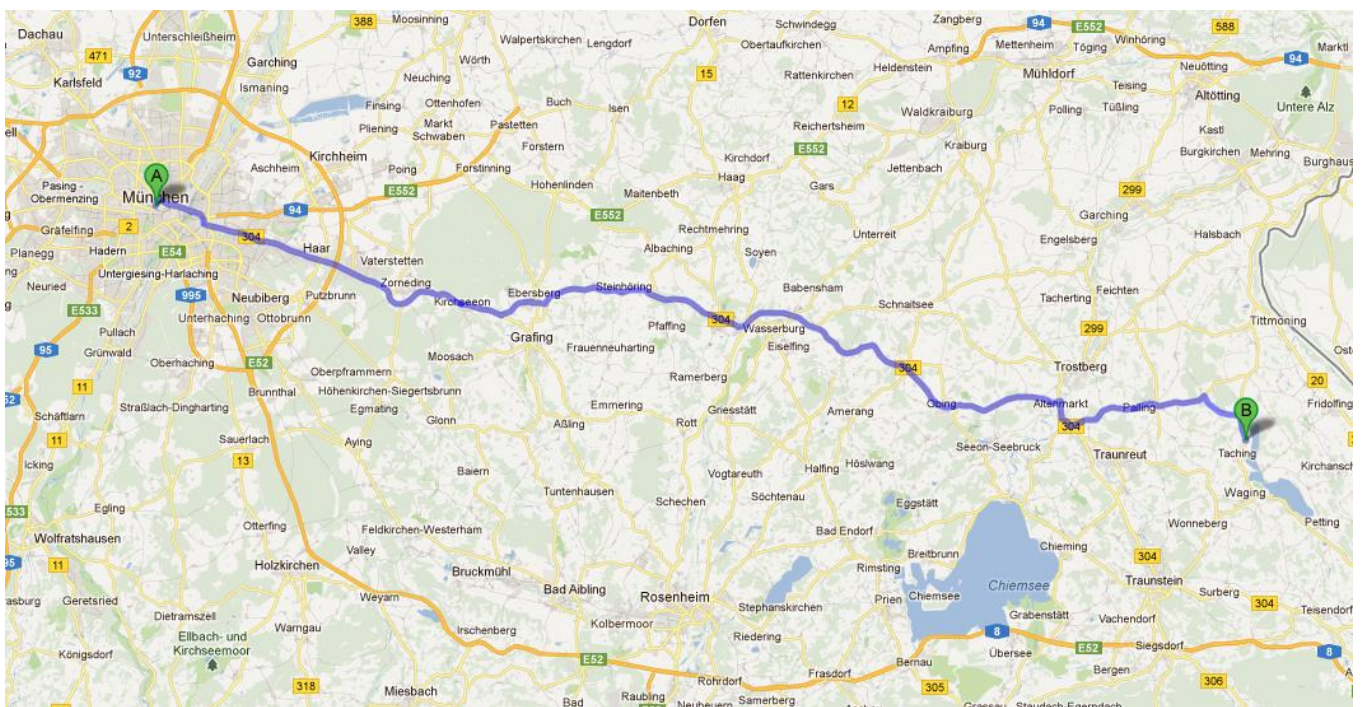 Dachau
Unterschleißheim
388
Moosinning
Dorfen
Schwindegg
Zangberg
94
E552
588
Walpertskirchen
Lengdorf
Obertaufkirchen
Ampfing
Mettenheim
Töging
Winhöring
Marktl
471
92
Garching
Wörth
15
Heldenstein
Mühldorf
Neuötting
94
Karlsfeld
Ismaning
Neuching
Rattenkirchen
Teising
Altötting
Finsing
Ottenhofen
Buch
Isen
12
Waldkraiburg
Polling
Tüßling
Untere Alz
Pliening
Markt
Schwaben
Pastetten
Reichertsheim
Kastl
Forstern
E552
Kraiburg
Burgkirchen
Mehring
Burghaus
Kirchheim
Aschheim
Poing
Forstinning
Kirchdorf
Jettenbach
A
Pasing -
Obermenzing
München
E552
Hohenlinden
Maitenbeth
Haag
Gars
299
94
E552
Garching
2
Gräfelfing
304
Rechtmehring
Unterreit
Halsbach
Planegg
Hadern
E54
Haar
Albaching
Soyen
Engelsberg
Neuried
Untergiesing-Harlaching
Vaterstetten
Zorneding
Ebersberg
Steinhöring
Babensham
Feichten
995
Neubiberg
Putzbrunn
Kirchseeon
Schnaitsee
Tacherting
E533
Unterhaching
Ottobrunn
304
Tittmoning
Pullach
Grafing
Pfaffing
Wasserburg
299
95
Grünwald
Frauenneuharting
Eiselfing
Oberhaching
E52
Moosach
304
Trostberg
11
Oberpframmern
Ramerberg
20
Brunnthal
Höhenkirchen-Siegertsbrunn
Straßlach-Dingharting
Egmating
Glonn
Emmering
Griesstätt
Amerang
Obing
Altenmarkt
Palling
B
Fridolfing
Schäftlarn
Aßling
Rott
304
11
Sauerlach
Aying
Seeon-Seebruck
Traunreut
Taching
Icking
13
Baiern
Vogtareuth
Halfing
Höslwang
Kirchansch
Tuntenhausen
Schechen
Söchtenau
Waging
Egling
Eggstätt
533
Otterfing
Feldkirchen-Westerham
Bad Endorf
Wonneberg
Petting
Wolfratshausen
Valley
Breitbrunn
Chieming
11
Holzkirchen
Bruckmühl
Rimsting
304
Bad Aibling
Chiemsee
Traunstein
Geretsried
Weyarn
Rosenheim
Prien
Chiemsee
Surberg
Dietramszell
Stephanskirchen
Grabenstätt
304
Teisendorf
Warngau
Kolbermoor
Vachendorf
Ellbach- und
Kirchseemoor
Irschenberg
Riedering
8
Übersee
E52
Siegsdorf
8
Königsdorf
E52
Bernau
Bergen
Frasdorf
318
Miesbach
Rohrdorf
305
306
Bad
Raubling
Samerberg